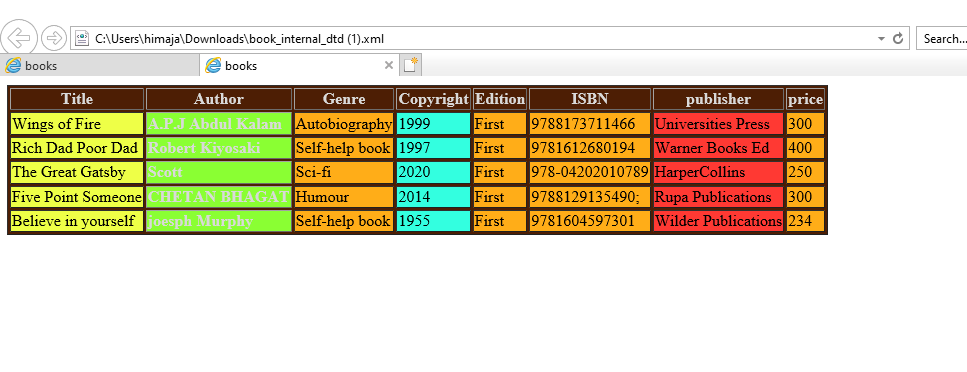 C:\Users\himaja\Downloads\book_internal_dtd (1).xml Search...
books books
Title Author Genre Copyright Edition ISBN publisher price
Wings of Fire A.P.J Abdul Kalam Autobiography 1999 First 9788173711466 Universities Press 300
Rich Dad Poor Dad Robert Kiyosaki Self-help book 1997 First 9781612680194 Warner Books Ed 400
The Great Gatsby Scott Sci-fi 2020 First 978-04202010789 HarperCollins 250
Five Point Someone CHETAN BHAGAT Humour 2014 First 9788129135490; Rupa Publications 300
Believe in yourself joesph Murphy Self-help book 1955 First 9781604597301 Wilder Publications 234